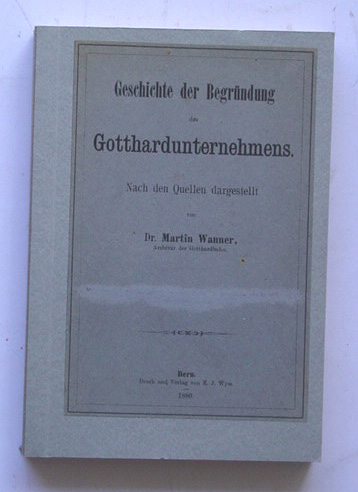 Geschichte der Begründung
des
Gotthardunternehmens.
Nach den Quellen dargestellt
von
Dr. Martin Wanner,
Archivar der Gotthardbahn.
Bern.
Druck und Verlag von K. J. Wyss.
1880